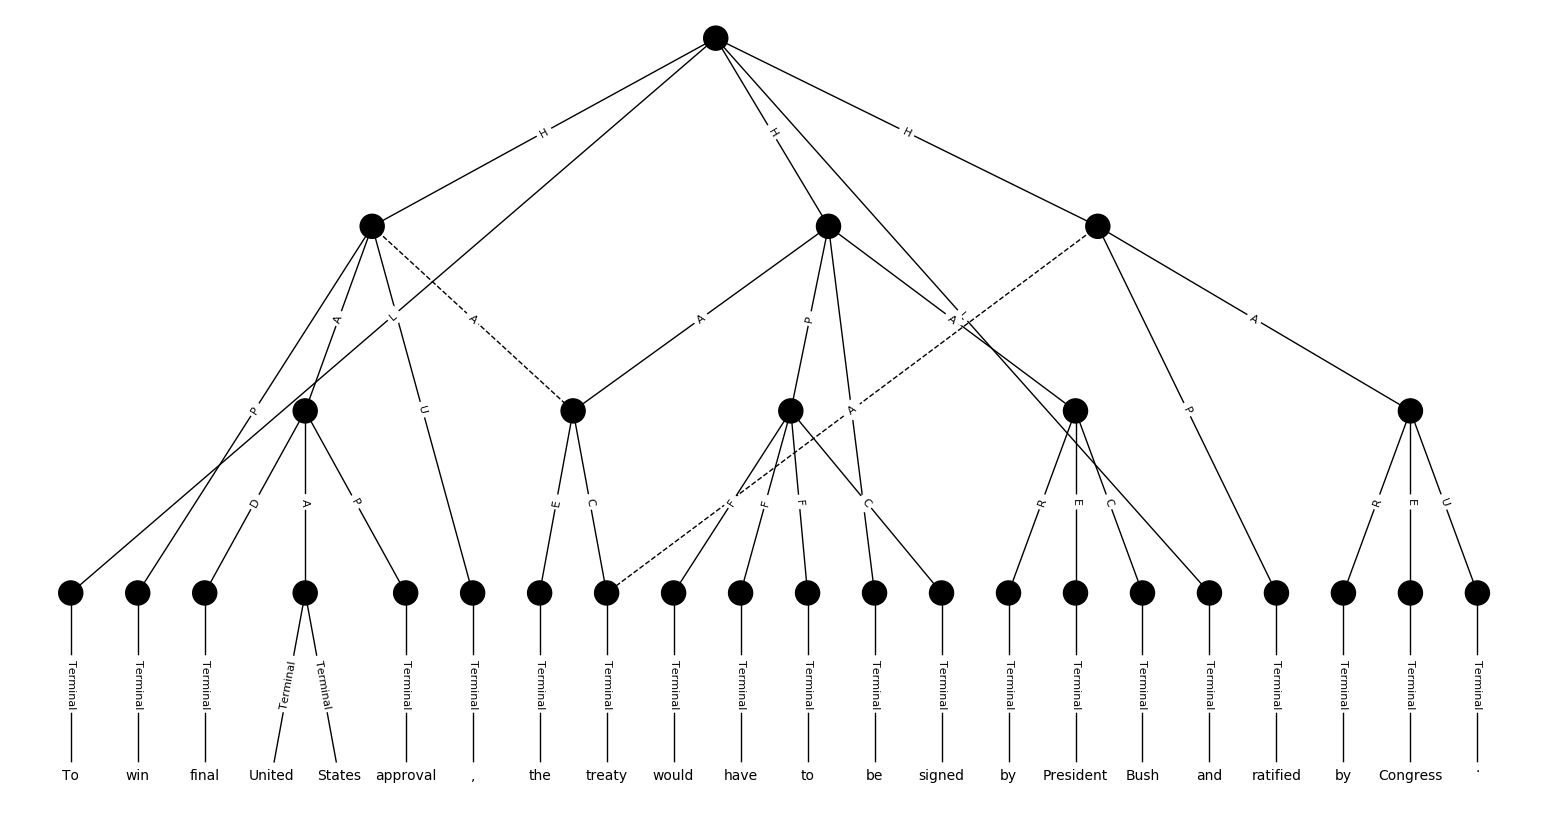 H H H
A L A A P A A
P U A P
D A P E C F F F C R E C R E U
Terminal Terminal Terminal Terminal Terminal Terminal Terminal Terminal Terminal Terminal Terminal Terminal Terminal Terminal Terminal Terminal Terminal Terminal Terminal Terminal Terminal Terminal
To win final United States approval , the treaty would have to be signed by President Bush and ratified by Congress .